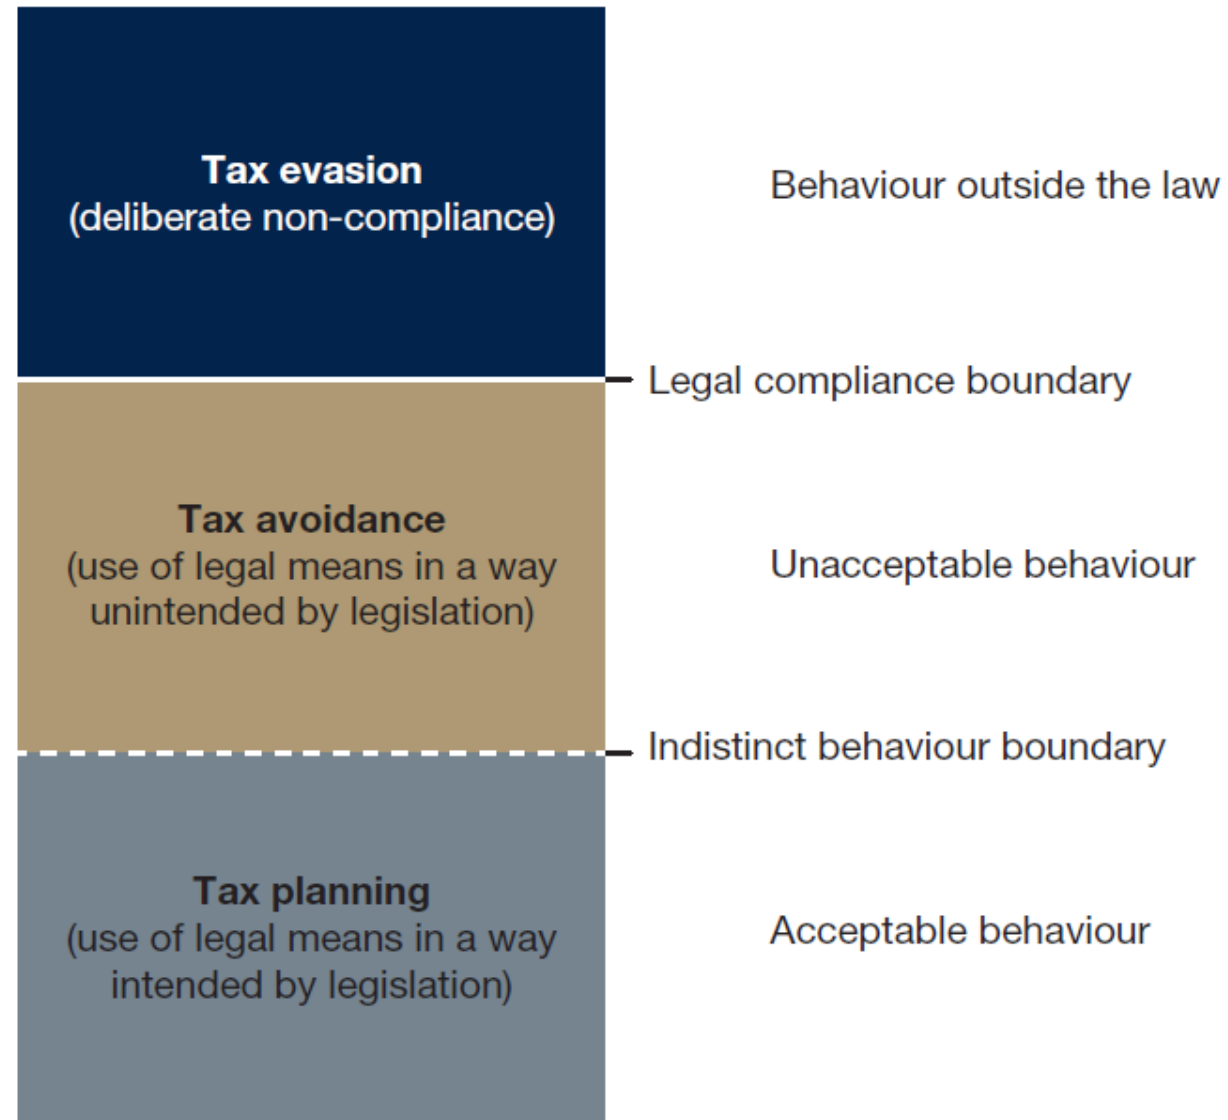 Tax evasion
(deliberate non-compliance)
Behaviour outside the law
Legal compliance boundary
Tax avoidance
(use of legal means in a way
unintended by legislation)
Unacceptable behaviour
Indistinct behaviour boundary
Tax planning
(use of legal means in a way
intended by legislation)
Acceptable behaviour